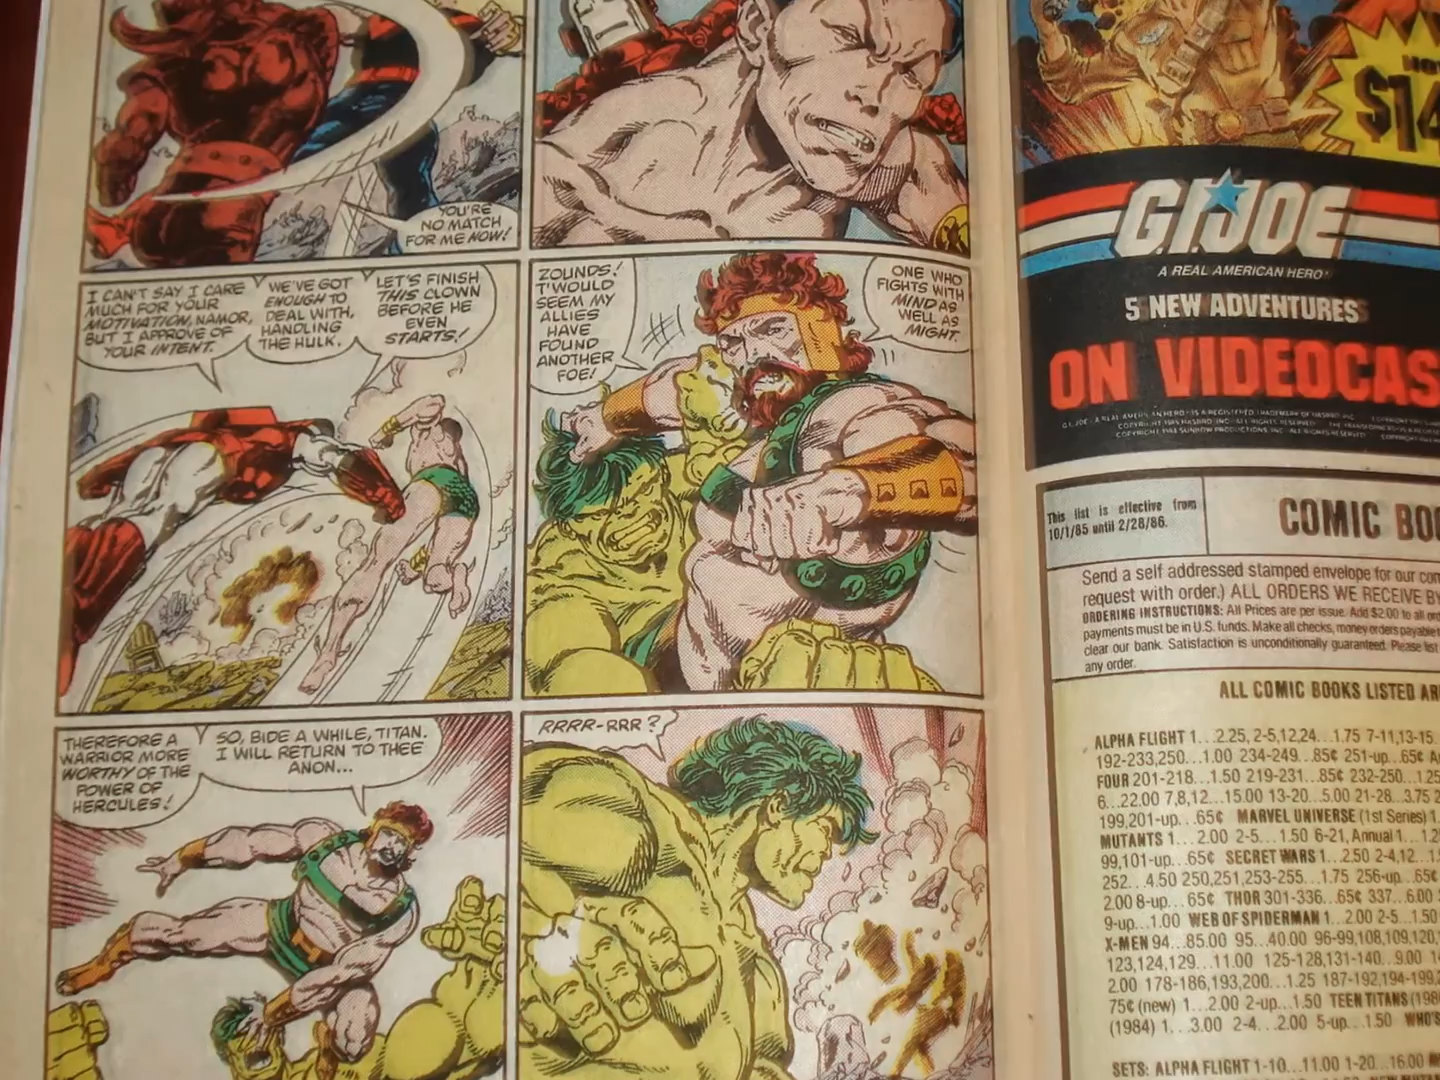 YOU'RE
NO MATCH
FOR ME NOW!
I CAN'T SAY I CARE
MUCH FOR YOUR
MOTIVATION, NAMOR,
BUT I APPROVE OF
YOUR INTENT.
WE'VE GOT
ENOUGH TO
DEAL WITH,
HANDLING
THE HULK.
LET'S FINISH
THIS CLOWN
BEFORE HE
EVEN
STARTS!
ZOUNDS!
T'WOULD
SEEM MY
ALLIES
HAVE
FOUND
ANOTHER
FOE!
ONE WHO
FIGHTS WITH
MIND AS
WELL AS
MIGHT.
THEREFORE A
WARRIOR MORE
WORTHY OF THE
POWER OF
HERCULES!
SO, BIDE A WHILE, TITAN.
I WILL RETURN TO THEE
ANON...
RRRR-RRR?
$14
G.I. JOE
A REAL AMERICAN HERO
5 NEW ADVENTURES
ON VIDEOCAS
This list is effective from
10/1/85 until 2/28/86.
COMIC BOO
Send a self addressed stamped envelope for our com
request with order.) ALL ORDERS WE RECEIVE BY
ORDERING INSTRUCTIONS: All Prices are per issue. Add $2.00 to all
payments must be in U.S. funds. Make all checks, money orders payable
clear our bank. Satisfaction is unconditionally guaranteed. Please list
any order.
ALL COMIC BOOKS LISTED AR
ALPHA FLIGHT 1...2.25, 2-5,12,24...1.75 7-11,13-15.
192-233,250...1.00 234-249...85¢ 251-up...65¢
FOUR 201-218...1.50 219-231...85¢ 232-250...1.25
6...22.00 7,8,12...15.00 13-20...5.00 21-28...3.75 2
199,201-up...65¢ MARVEL UNIVERSE (1st Series) 1.
MUTANTS 1...2.00 2-5...1.50 6-21, Annual 1...1.2
99,101-up...65¢ SECRET WARS 1...2.50 2-4,12...1.
252...4.50 250,251,253-255...1.75 256-up...65¢
2.00 8-up...65¢ THOR 301-336...65¢ 337...6.00
9-up...1.00 WEB OF SPIDERMAN 1...2.00 2-5...1.50
X-MEN 94...85.00 95...40.00 96-99,108,109,120,
123,124,129...11.00 125-128,131-140...9.00 14
2.00 178-186,193,200...1.25 187-192,194-199,2
75¢ (new) 1...2.00 2-up...1.50 TEEN TITANS (198
(1984) 1...3.00 2-4...2.00 5-up...1.50 WHO'S
SETS: ALPHA FLIGHT 1-10...11.00 1-20...16.00